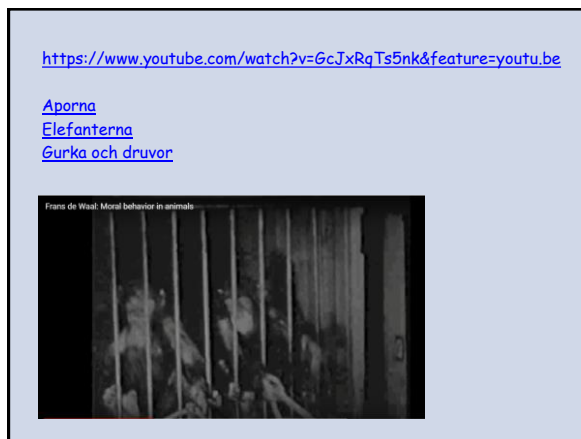 https://www.youtube.com/watch?v=GcJxRqTs5nk&feature=youtu.be
Aporna
Elefanterna
Gurka och druvor
Frans de Waal: Moral behavior in animals